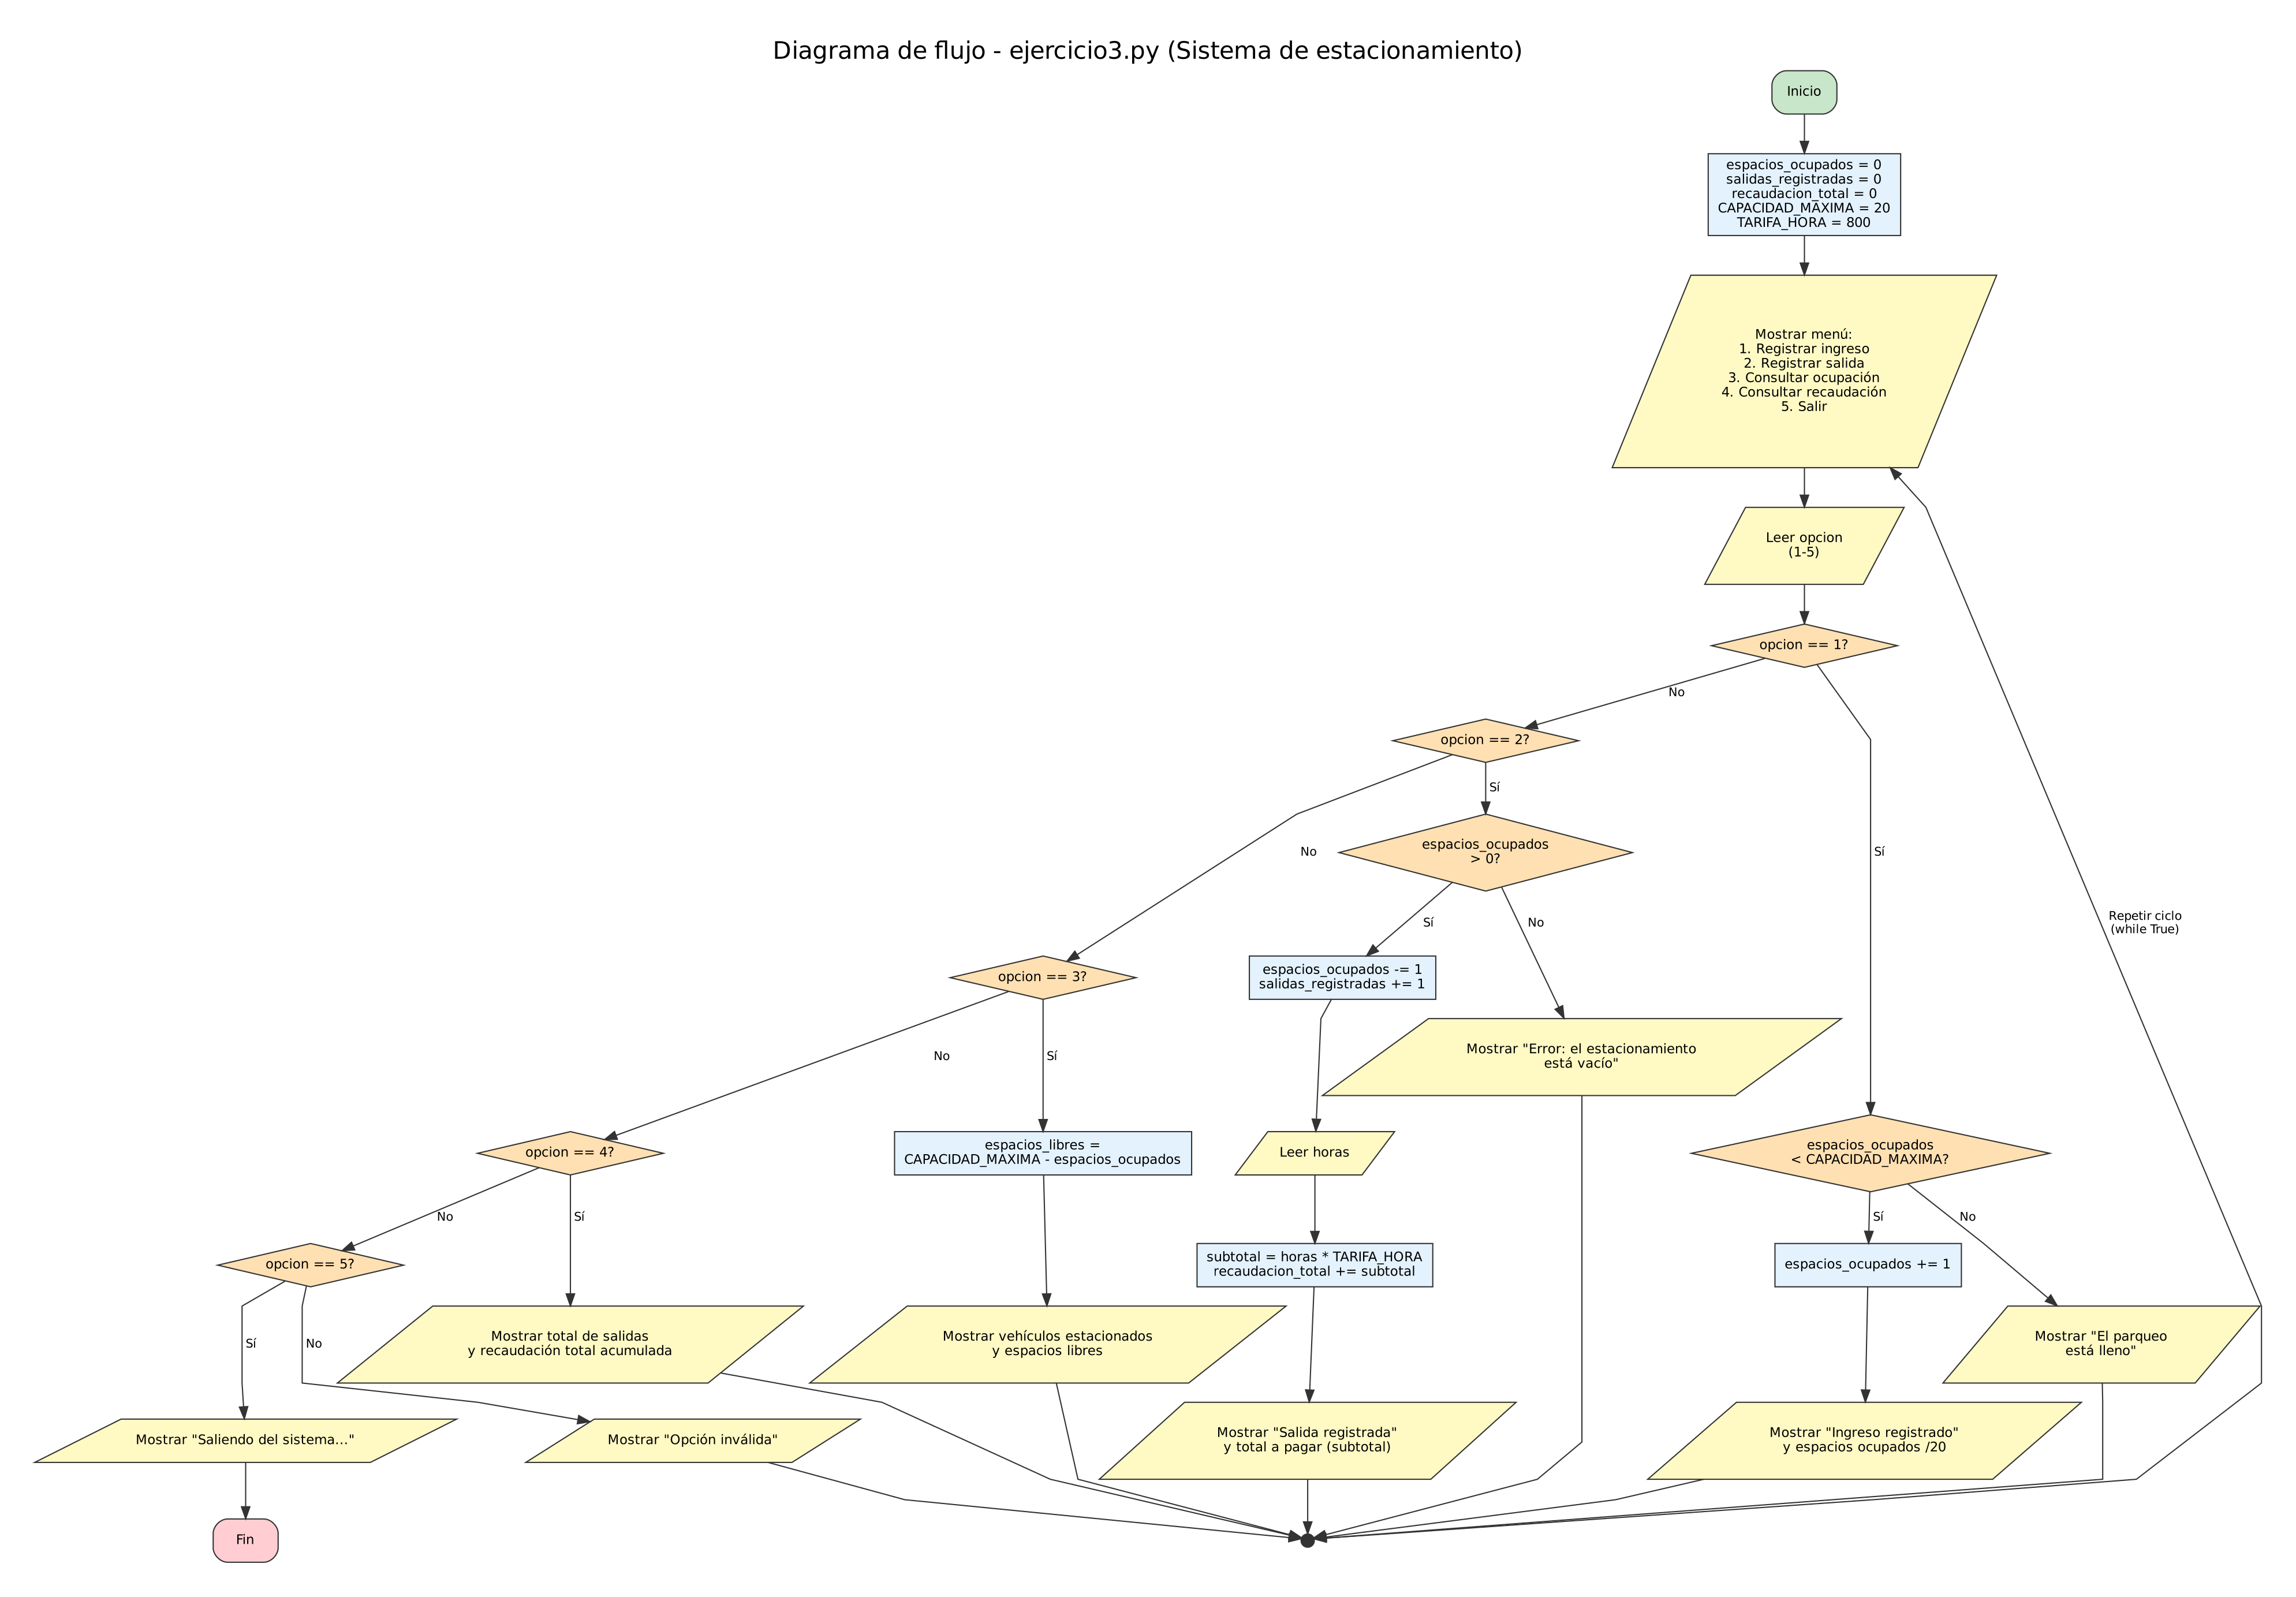 Diagrama de flujo - ejercicio3.py (Sistema de estacionamiento)
Inicio
espacios_ocupados = 0
salidas_registradas = 0
recaudacion_total = 0
CAPACIDAD_MAXIMA = 20
TARIFA_HORA = 800
Mostrar menú:
1. Registrar ingreso
2. Registrar salida
3. Consultar ocupación
4. Consultar recaudación
5. Salir
Leer opcion
(1-5)
opcion == 1?
No
opcion == 2?
Sí
No
espacios_ocupados
> 0?
Sí
Sí
No
Repetir ciclo
(while True)
opcion == 3?
espacios_ocupados -= 1
salidas_registradas += 1
No
Sí
Mostrar "Error: el estacionamiento
está vacío"
opcion == 4?
espacios_libres =
CAPACIDAD_MAXIMA - espacios_ocupados
Leer horas
espacios_ocupados
< CAPACIDAD_MAXIMA?
No
Sí
Sí
No
opcion == 5?
subtotal = horas * TARIFA_HORA
recaudacion_total += subtotal
espacios_ocupados += 1
Sí
No
Mostrar total de salidas
y recaudación total acumulada
Mostrar vehículos estacionados
y espacios libres
Mostrar "El parqueo
está lleno"
Mostrar "Saliendo del sistema..."
Mostrar "Opción inválida"
Mostrar "Salida registrada"
y total a pagar (subtotal)
Mostrar "Ingreso registrado"
y espacios ocupados /20
Fin